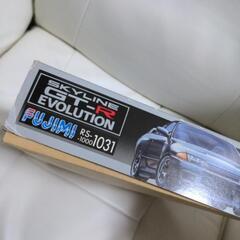 SKYLINE
GT-R
EVOLUTION
FUJIMI RS-1000 1031